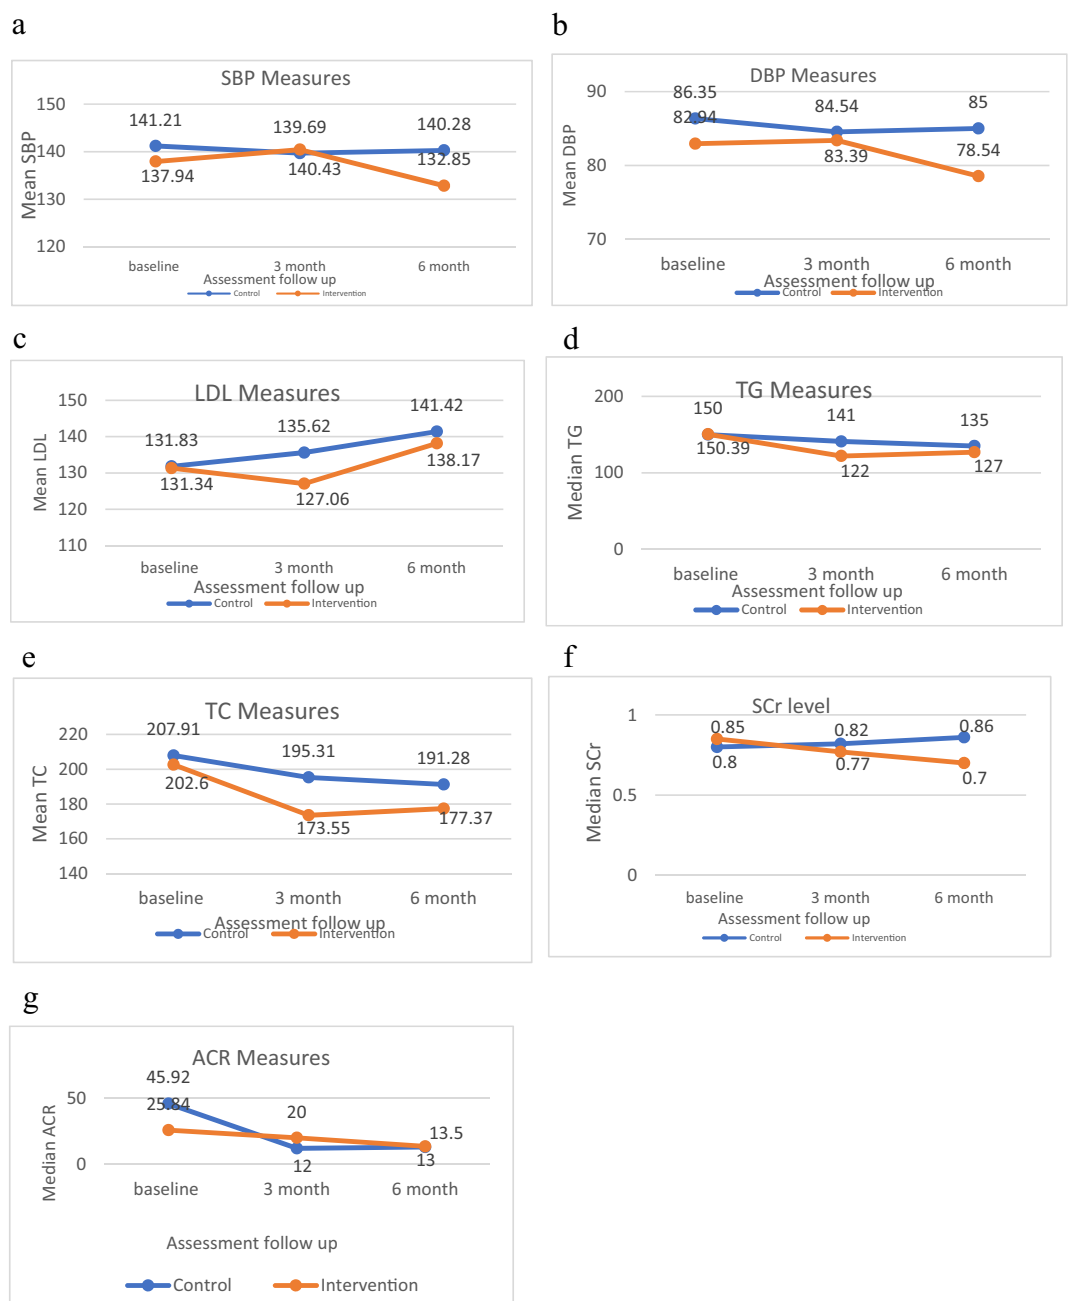 a
SBP Measures
Mean SBP
150
140
130
120
141.21
139.69
140.28
137.94
140.43
132.85
baseline
3 month
6 month
Assessment follow up
Control
Intervention
b
DBP Measures
Mean DBP
90
80
70
86.35
84.54
85
82.94
83.39
78.54
baseline
3 month
6 month
Assessment follow up
Control
Intervention
c
LDL Measures
Mean LDL
150
140
130
120
110
131.83
135.62
141.42
131.34
127.06
138.17
baseline
3 month
6 month
Assessment follow up
Control
Intervention
d
TG Measures
Median TG
200
100
0
150
141
135
150.39
122
127
baseline
3 month
6 month
Assessment follow up
Control
Intervention
e
TC Measures
Mean TC
220
200
180
160
140
207.91
195.31
191.28
202.6
173.55
177.37
baseline
3 month
6 month
Assessment follow up
Control
Intervention
f
SCr level
Median SCr
1
0.5
0
0.85
0.82
0.86
0.8
0.77
0.7
baseline
3 month
6 month
Assessment follow up
Control
Intervention
g
ACR Measures
Median ACR
50
0
45.92
25.84
20
13.5
12
13
baseline
3 month
6 month
Assessment follow up
Control
Intervention